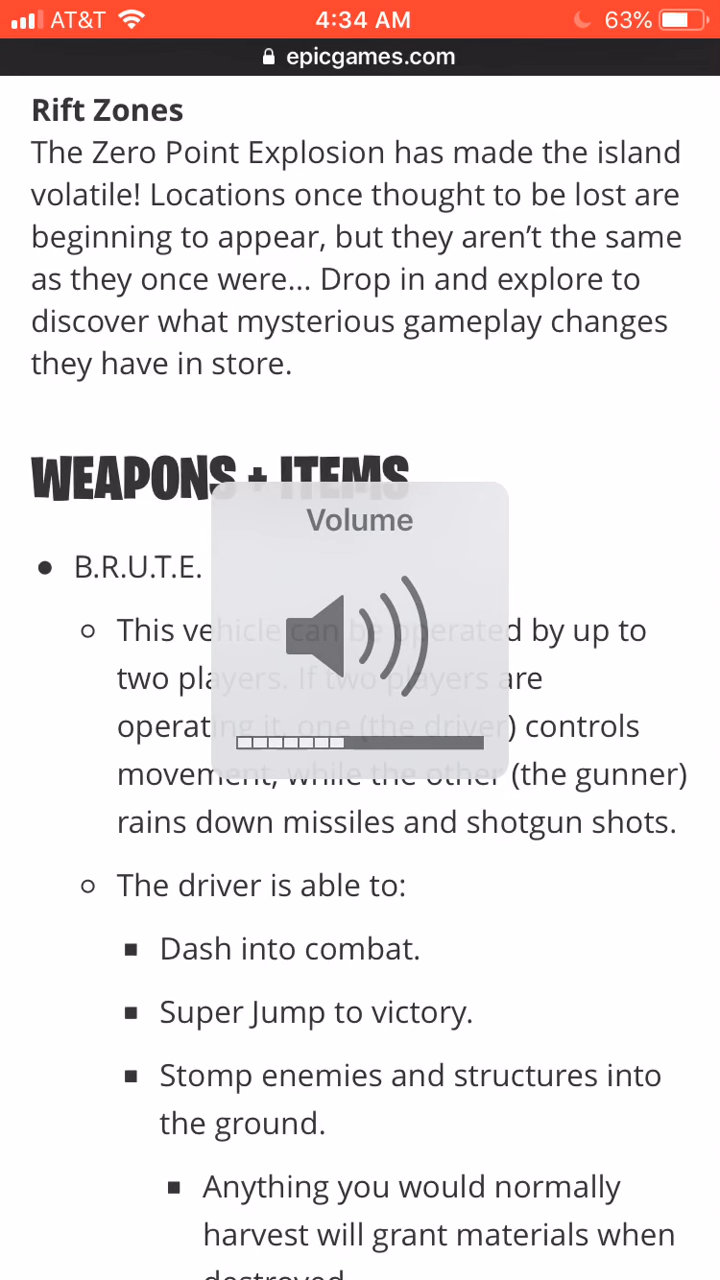 AT&T 4:34 AM 63%
epicgames.com
Rift Zones
The Zero Point Explosion has made the island
volatile! Locations once thought to be lost are
beginning to appear, but they aren’t the same
as they once were... Drop in and explore to
discover what mysterious gameplay changes
they have in store.
WEAPONS + ITEMS
Volume
B.R.U.T.E.
This vehicle can be operated by up to
two players. If two players are
operating it, one (the driver) controls
movement, while the other (the gunner)
rains down missiles and shotgun shots.
The driver is able to:
Dash into combat.
Super Jump to victory.
Stomp enemies and structures into
the ground.
Anything you would normally
harvest will grant materials when
destroyed